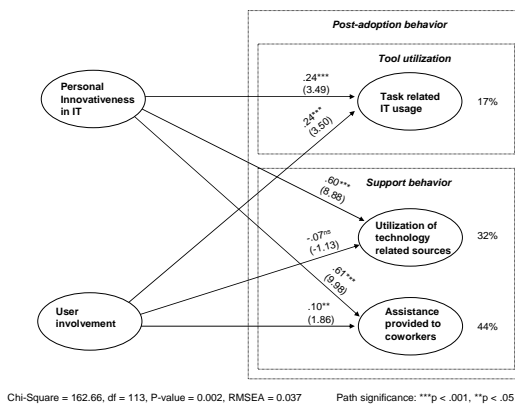 Post-adoption behavior
Tool utilization
Personal
Innovativeness
in IT
.24***
(3.49)
Task related
IT usage
17%
.24***
(3.50)
.60***
(8.88)
Support behavior
Utilization of
technology
related sources
32%
-.07ns
(-1.13)
.61***
(9.98)
User
involvement
.10**
(1.86)
Assistance
provided to
coworkers
44%
Chi-Square = 162.66, df = 113, P-value = 0.002, RMSEA = 0.037
Path significance: ***p < .001, **p < .05